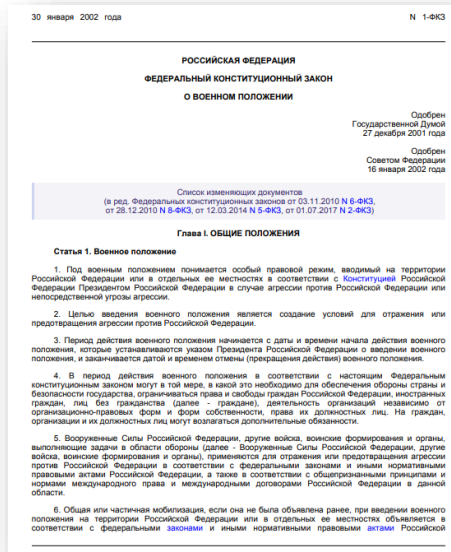 30 января 2002 года N 1-ФКЗ
РОССИЙСКАЯ ФЕДЕРАЦИЯ
ФЕДЕРАЛЬНЫЙ КОНСТИТУЦИОННЫЙ ЗАКОН
О ВОЕННОМ ПОЛОЖЕНИИ
Одобрен
Государственной Думой
27 декабря 2001 года
Одобрен
Советом Федерации
16 января 2002 года
Список изменяющих документов
(в ред. Федеральных конституционных законов от 03.11.2010 N 6-ФКЗ,
от 28.12.2010 N 8-ФКЗ, от 12.03.2014 N 5-ФКЗ, от 01.07.2017 N 2-ФКЗ)
Глава I. ОБЩИЕ ПОЛОЖЕНИЯ
Статья 1. Военное положение
1. Под военным положением понимается особый правовой режим, вводимый на территории
Российской Федерации или в отдельных ее местностях в соответствии с Конституцией Российской
Федерации Президентом Российской Федерации в случае агрессии против Российской Федерации или
непосредственной угрозы агрессии.
2. Целью введения военного положения является создание условий для отражения или
предотвращения агрессии против Российской Федерации.
3. Период действия военного положения начинается с даты и времени начала действия военного
положения, которые устанавливаются указом Президента Российской Федерации о введении военного
положения, и заканчивается датой и временем отмены (прекращения действия) военного положения.
4. В период действия военного положения в соответствии с настоящим Федеральным
конституционным законом могут в той мере, в какой это необходимо для обеспечения обороны страны и
безопасности государства, ограничиваться права и свободы граждан Российской Федерации, иностранных
граждан, лиц без гражданства (далее - граждане), деятельность организаций независимо от
организационно-правовых форм и форм собственности, права их должностных лиц. На граждан,
организации и их должностных лиц могут возлагаться дополнительные обязанности.
5. Вооруженные Силы Российской Федерации, другие войска, воинские формирования и органы,
выполняющие задачи в области обороны (далее - Вооруженные Силы Российской Федерации, другие
войска, воинские формирования и органы), применяются для отражения или предотвращения агрессии
против Российской Федерации в соответствии с федеральными законами и иными нормативными
правовыми актами Российской Федерации, а также в соответствии с общепризнанными принципами и
нормами международного права и международными договорами Российской Федерации в данной
области.
6. Общая или частичная мобилизация, если она не была объявлена ранее, при введении военного
положения на территории Российской Федерации или в отдельных ее местностях объявляется в
соответствии с федеральными законами и иными нормативными правовыми актами Российской